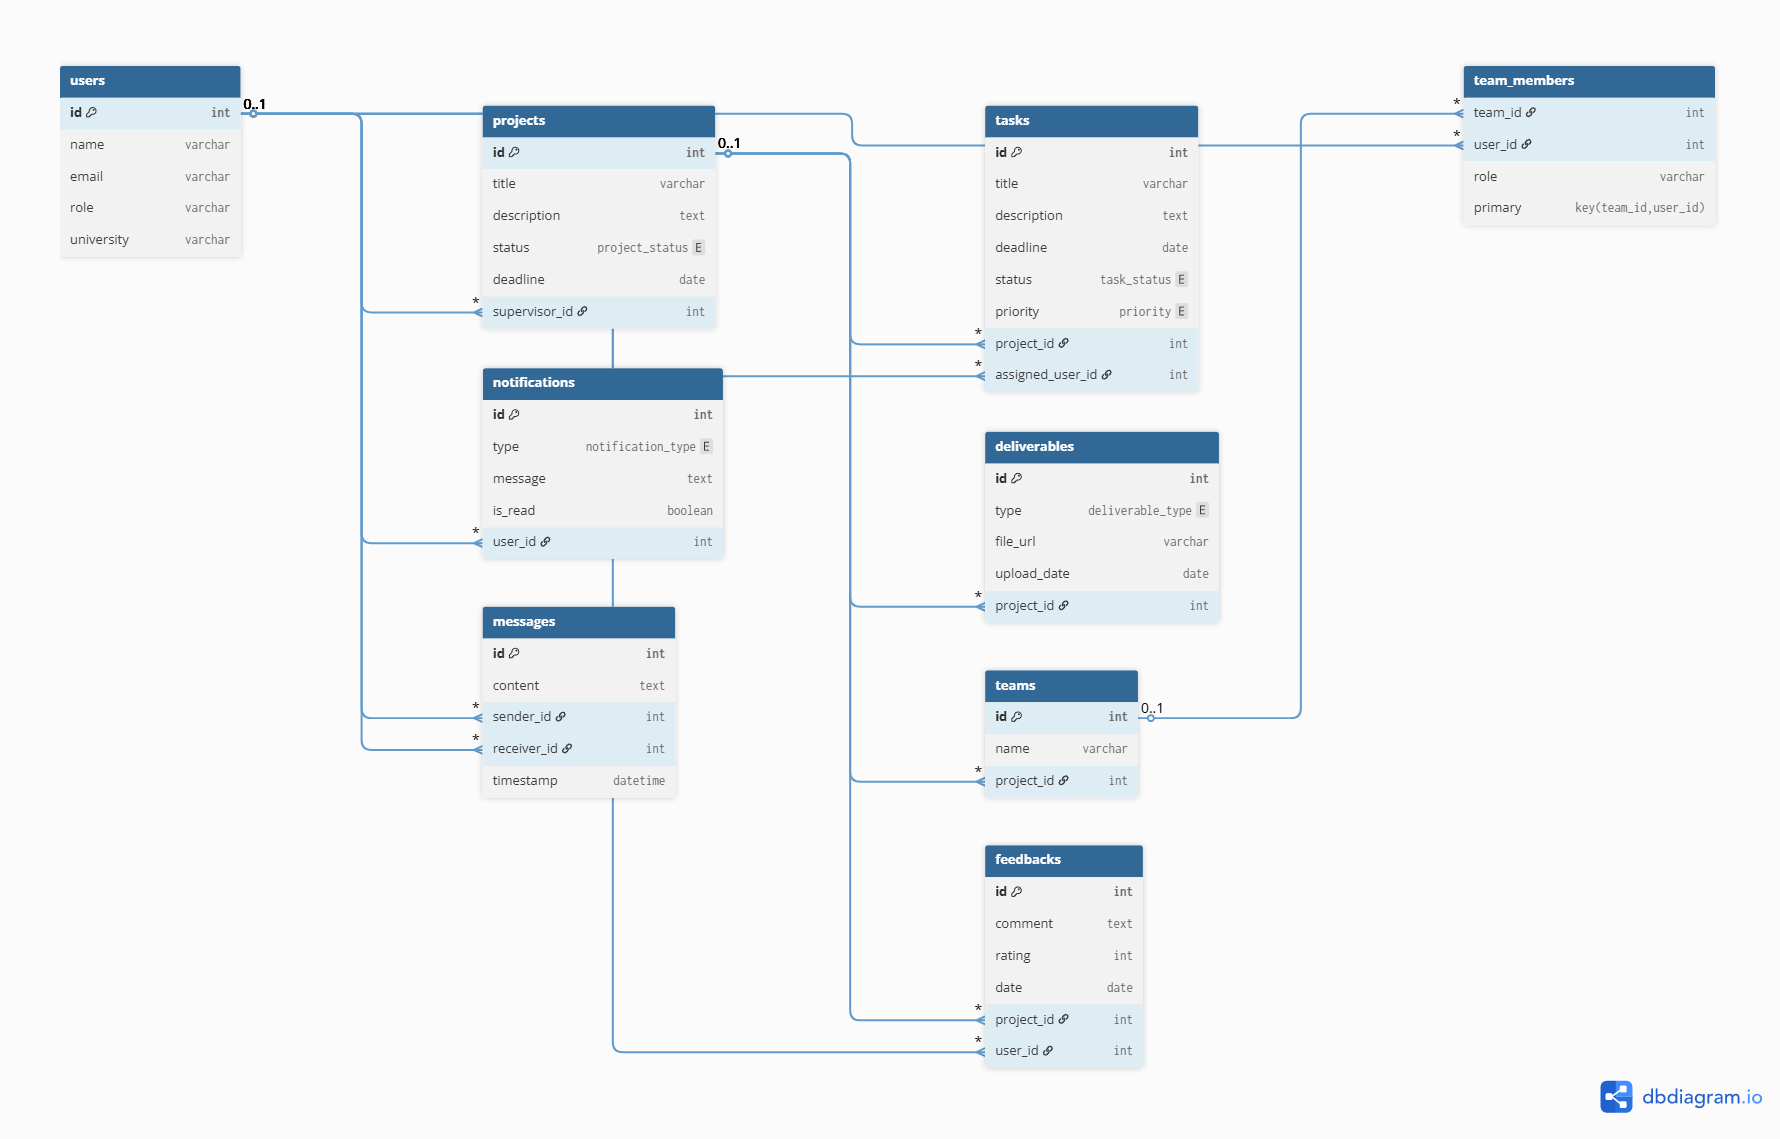 users
id int
name varchar
email varchar
role varchar
university varchar
0..1
projects
id int
title varchar
description text
status project_status E
deadline date
* supervisor_id int
0..1
notifications
id int
type notification_type E
message text
is_read boolean
* user_id int
messages
id int
content text
* sender_id int
* receiver_id int
timestamp datetime
tasks
id int
title varchar
description text
deadline date
status task_status E
priority priority E
* project_id int
* assigned_user_id int
deliverables
id int
type deliverable_type E
file_url varchar
upload_date date
* project_id int
teams
id int
0..1
name varchar
* project_id int
feedbacks
id int
comment text
rating int
date date
* project_id int
* user_id int
team_members
* team_id int
* user_id int
role varchar
primary key(team_id,user_id)
dbdiagram.io